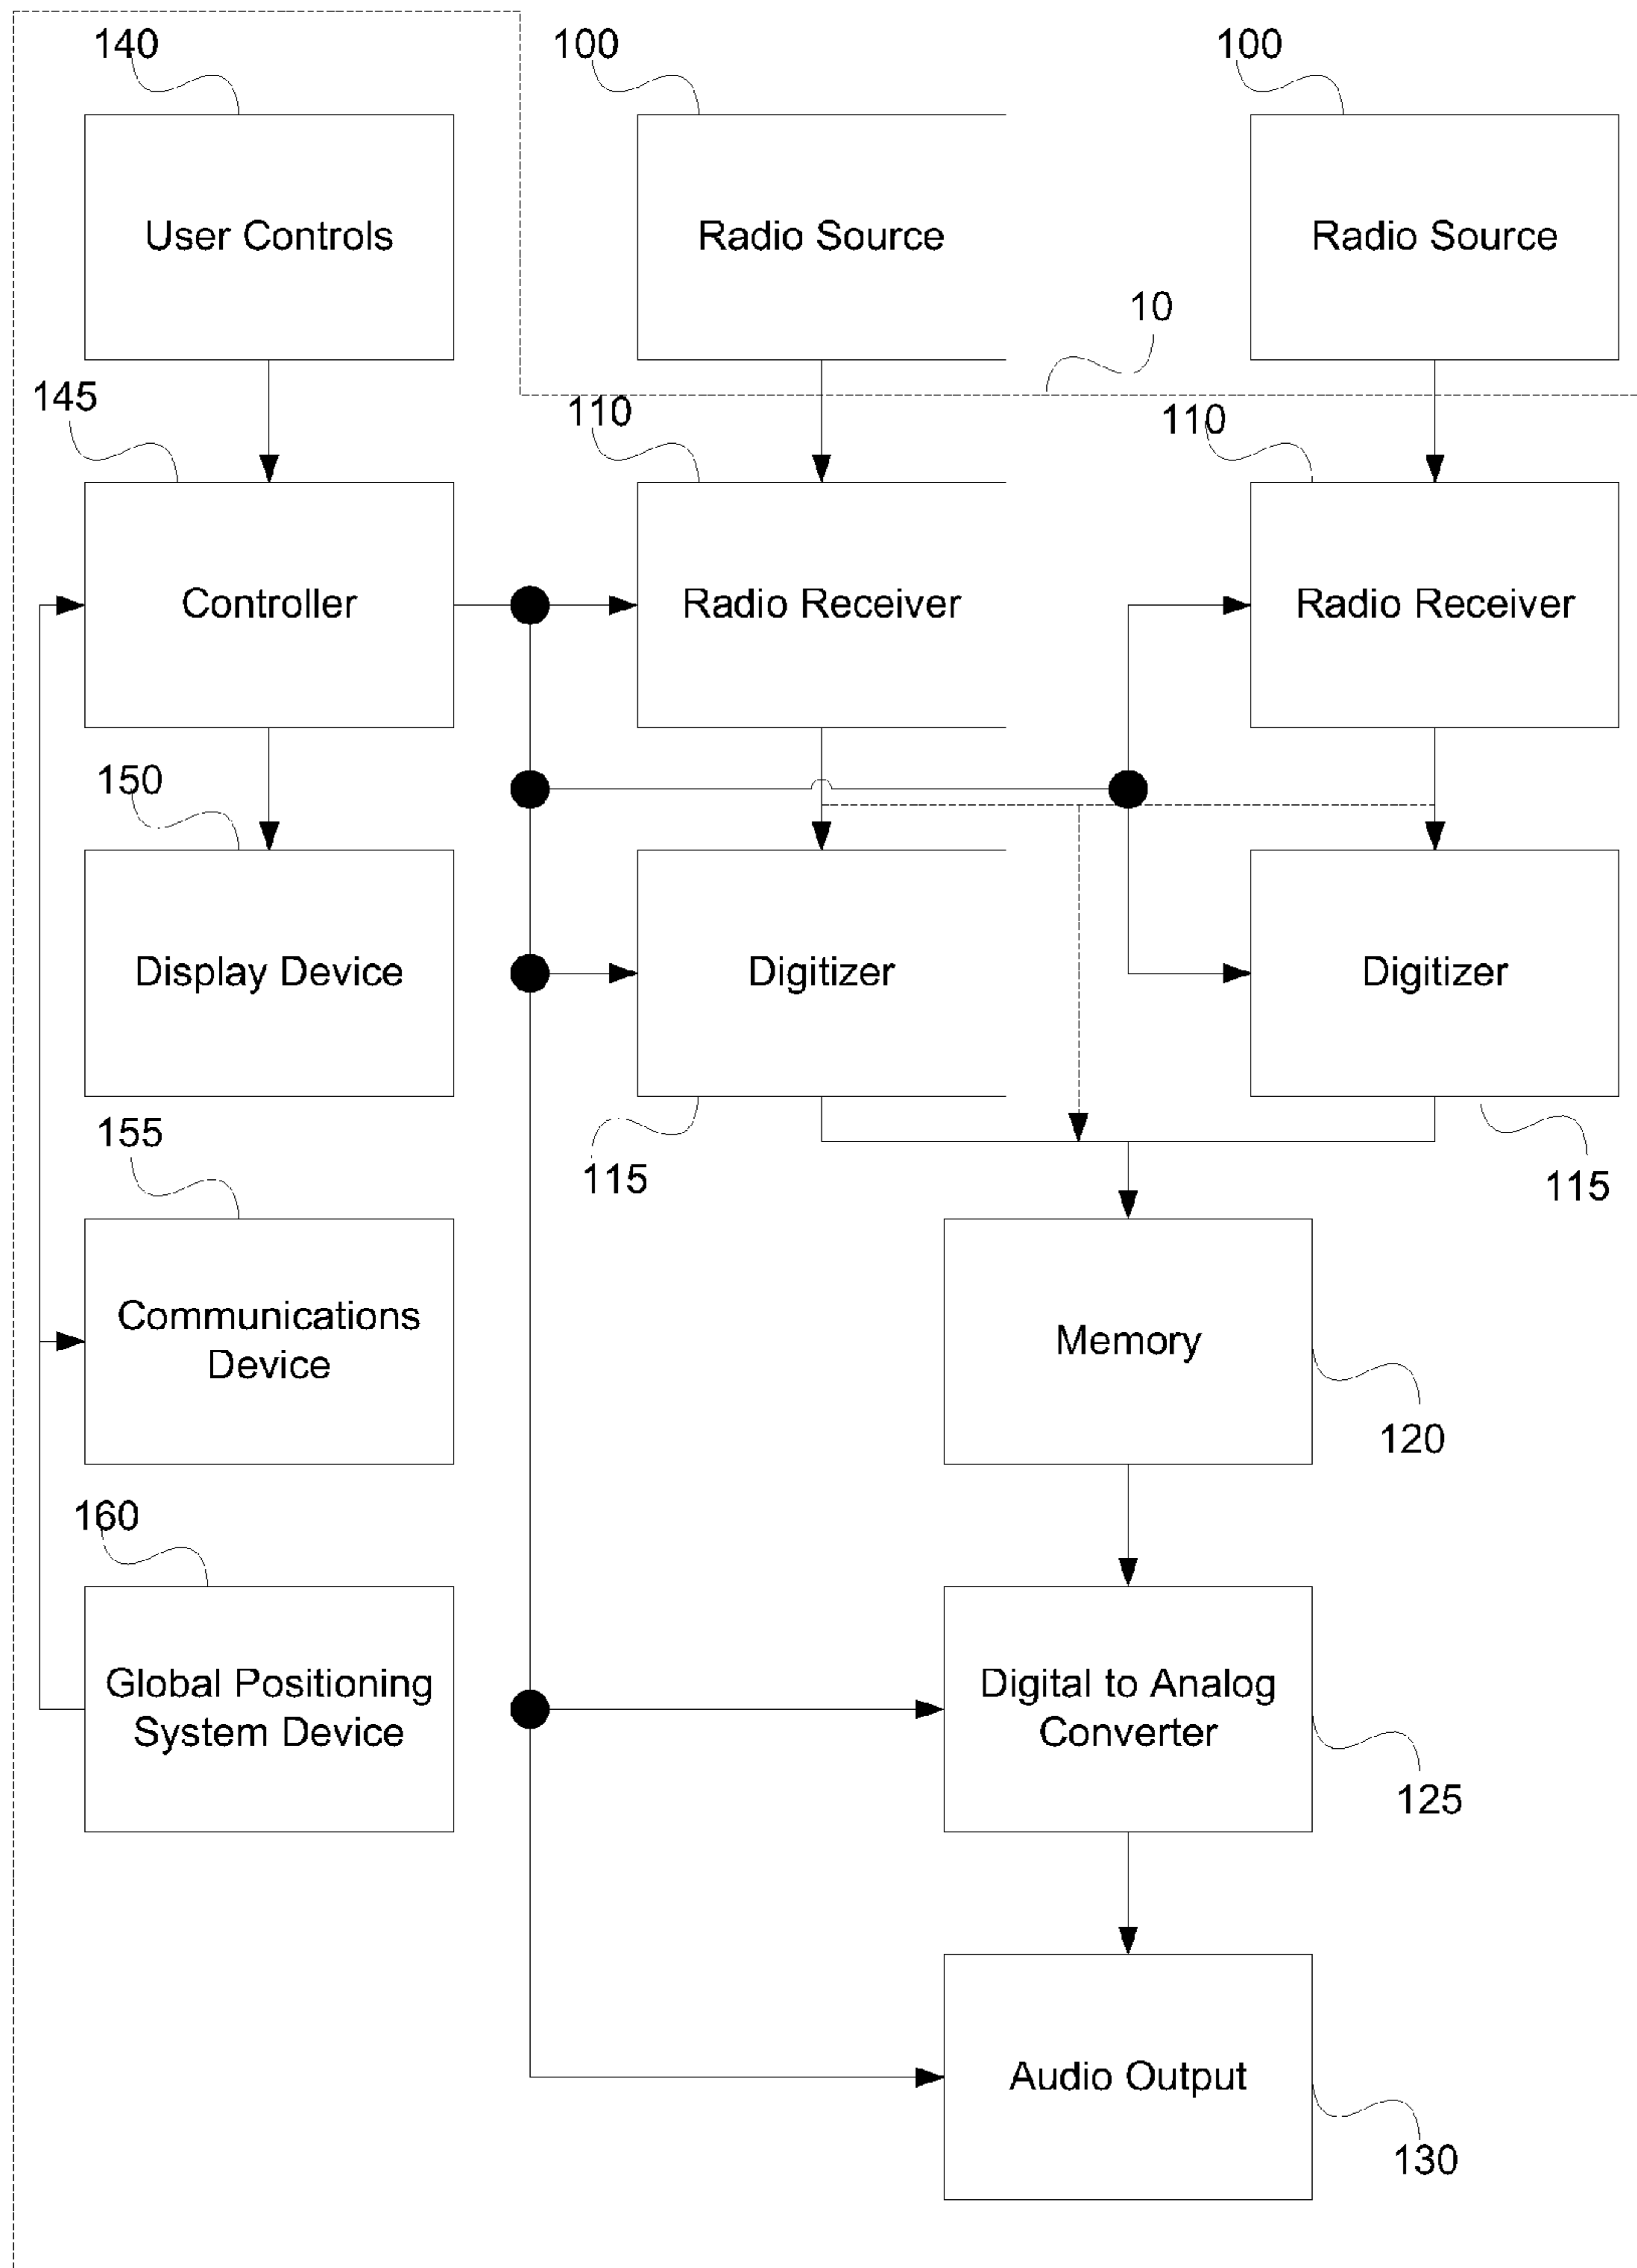 140
100
100
User Controls
Radio Source
Radio Source
10
145
110
110
Controller
Radio Receiver
Radio Receiver
150
Display Device
Digitizer
Digitizer
155
115
115
Communications
Device
Memory
120
160
Global Positioning
System Device
Digital to Analog
Converter
125
Audio Output
130